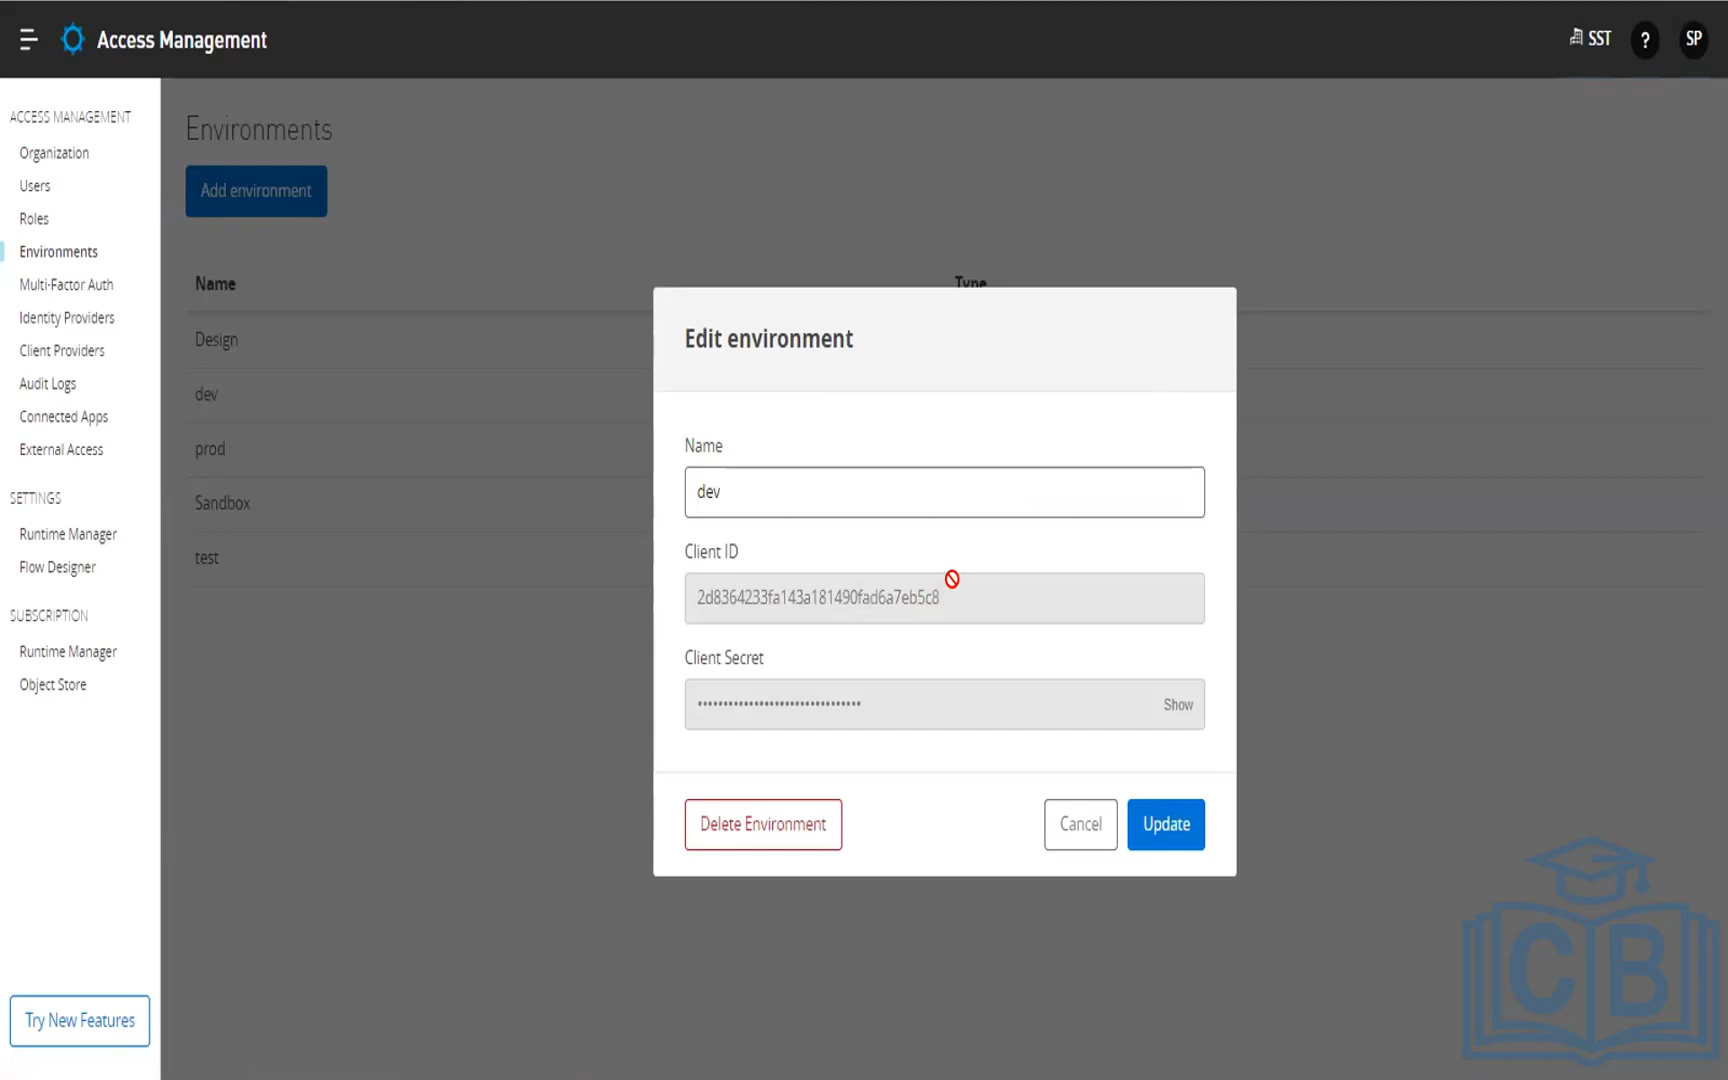 Access Management
SST
?
SP
ACCESS MANAGEMENT
Organization
Users
Roles
Environments
Multi-Factor Auth
Identity Providers
Client Providers
Audit Logs
Connected Apps
External Access
SETTINGS
Runtime Manager
Flow Designer
SUBSCRIPTION
Runtime Manager
Object Store
Try New Features
Environments
Add environment
Name Type
Design
dev
prod
Sandbox
test
Edit environment
Name
dev
Client ID
2d8364233fa143a181490fad6a7eb5c8
Client Secret
••••••••••••••••••••••••••••••••
Show
Delete Environment
Cancel
Update
CB